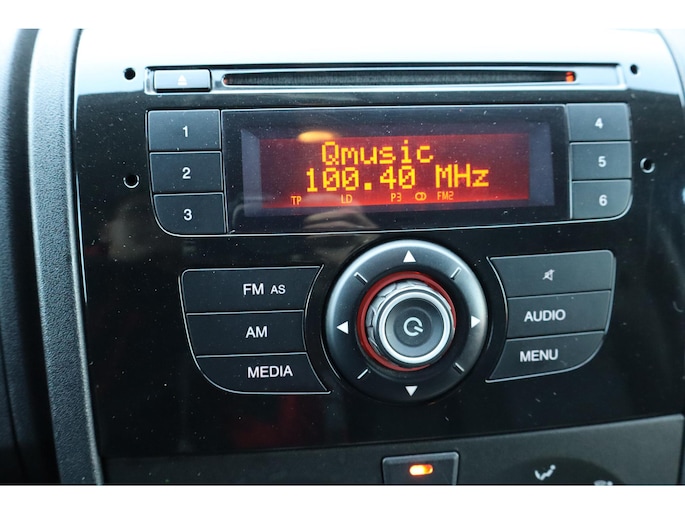 1
2
3
Qmusic
100.40 MHz
TP LD P3 FM2
4
5
6
FM AS
AM
MEDIA
AUDIO
MENU